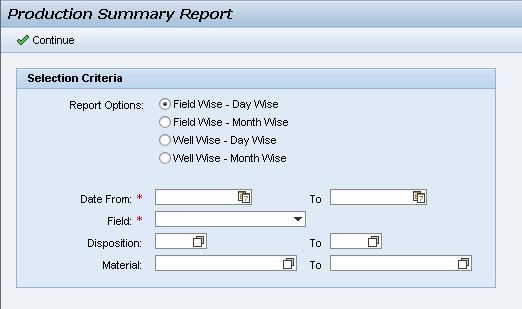 Production Summary Report
Continue
Selection Criteria
Report Options: Field Wise - Day Wise
Field Wise - Month Wise
Well Wise - Day Wise
Well Wise - Month Wise
Date From: * To
Field: *
Disposition: To
Material: To